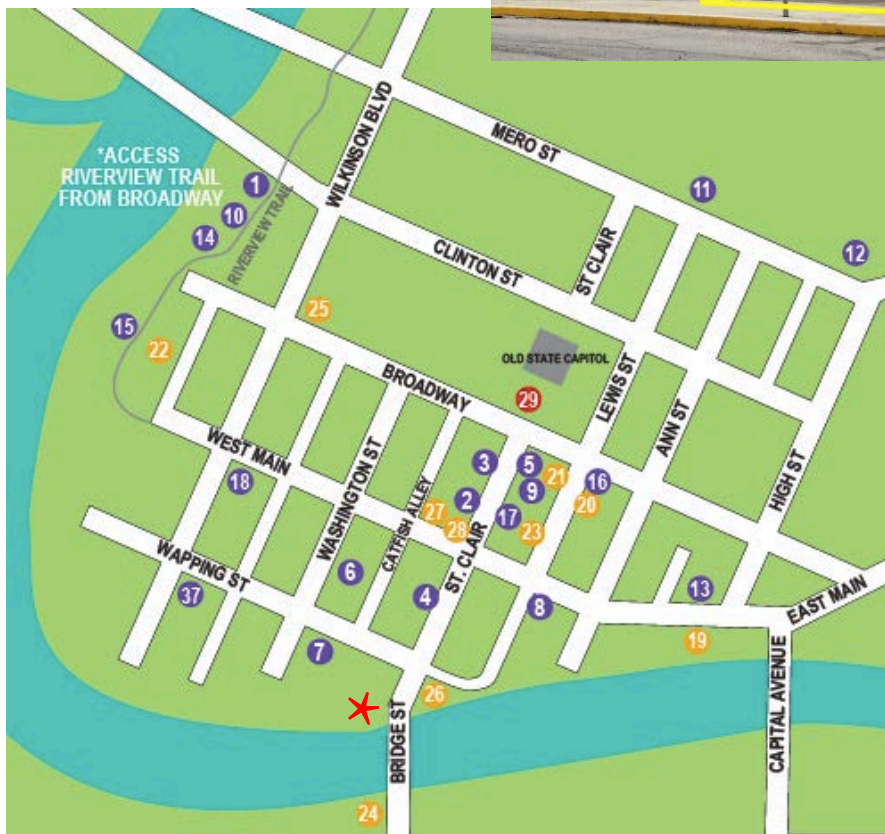 MERO ST
WILKINSON BLVD
*ACCESS
RIVERVIEW TRAIL
FROM BROADWAY
1
10
14
RIVERVIEW TRAIL
11
12
ST CLAIR
CLINTON ST
15
22
25
OLD STATE CAPITOL
BROADWAY
29
LEWIS ST
ANN ST
HIGH ST
WEST MAIN
18
WASHINGTON ST
CATFISH ALLEY
3
2
27
28
5
21
9
17
23
16
20
ST. CLAIR
WAPPING ST
37
6
4
8
13
EAST MAIN
7
19
26
BRIDGE ST
CAPITAL AVENUE
24